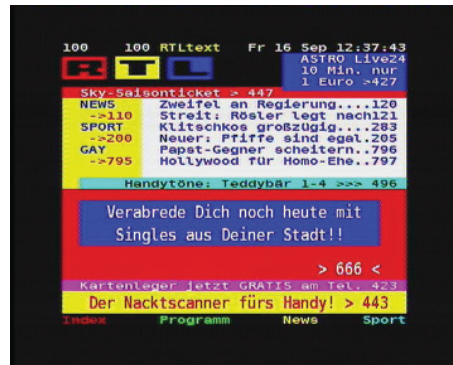 100 100 RTLtext Fr 16 Sep 12:37:43
RTL
ASTRO Live24
10 Min. nur
1 Euro >427
Sky-Saisonticket > 447
NEWS Zweifel an Regierung....120
->110 Streit: Rösler legt nach121
SPORT Klitschkos großzügig....283
->200 Neuer: Pfiffe sind egal.205
GAY Papst-Gegner scheitern..796
->795 Hollywood für Homo-Ehe..797
Handytöne: Teddybär 1-4 >>> 496
Verabrede Dich noch heute mit
Singles aus Deiner Stadt!!
> 666 <
Kartenleger jetzt GRATIS am Tel. 423
Der Nacktscanner fürs Handy! > 443
Index Programm News Sport